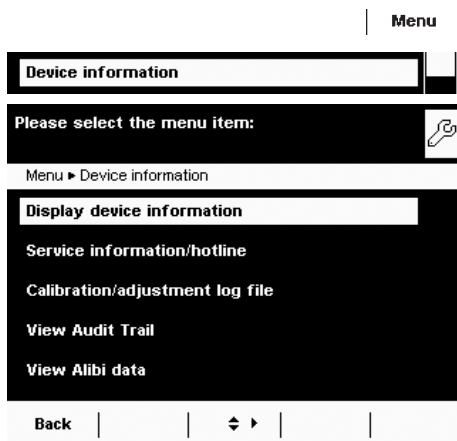 Menu
Device information
Please select the menu item:
Menu ▸ Device information
Display device information
Service information/hotline
Calibration/adjustment log file
View Audit Trail
View Alibi data
Back